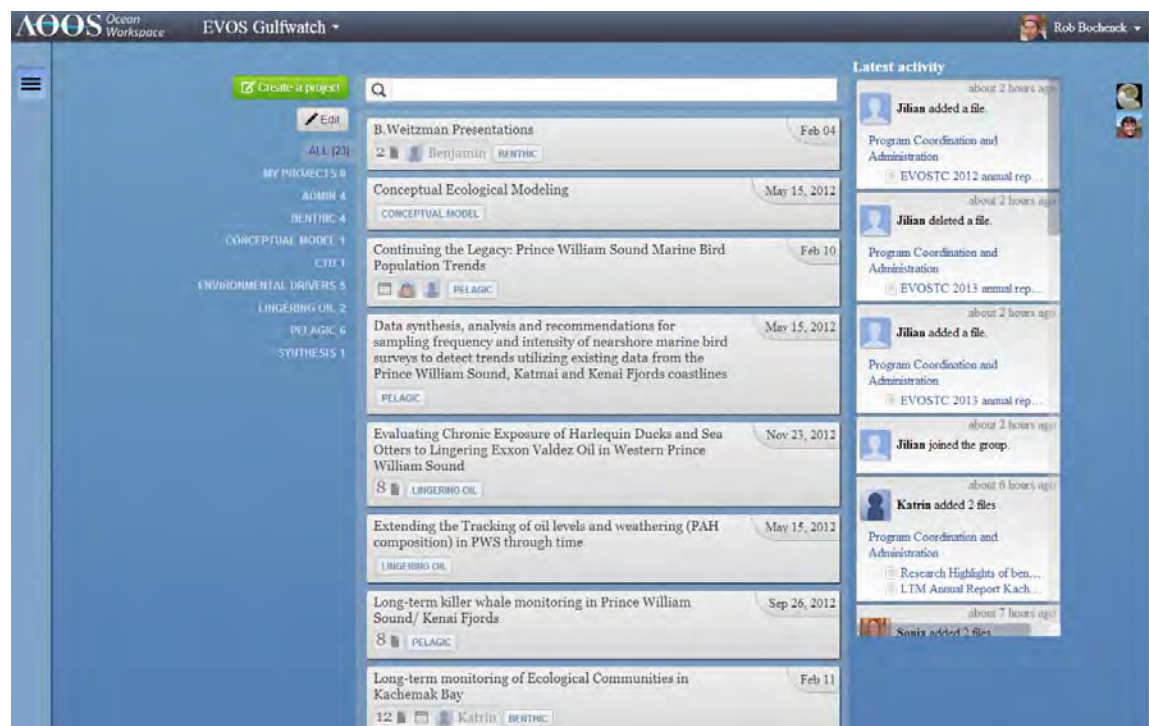 AOOS Ocean Workspace
EVOS Gulfwatch
Rob Bochenek
Create a project
Edit
ALL (23)
MY PROJECTS 0
ADMIN 4
BENTHIC 4
CONCEPTUAL MODEL 1
CTD 1
ENVIRONMENTAL DRIVERS 5
LINGERING OIL 2
PELAGIC 6
SYNTHESIS 1
B.Weitzman Presentations
Feb 04
2 Benjamin BENTHIC
Conceptual Ecological Modeling
May 15, 2012
CONCEPTUAL MODEL
Continuing the Legacy: Prince William Sound Marine Bird
Population Trends
Feb 10
PELAGIC
Data synthesis, analysis and recommendations for
sampling frequency and intensity of nearshore marine bird
surveys to detect trends utilizing existing data from the
Prince William Sound, Katmai and Kenai Fjords coastlines
May 15, 2012
PELAGIC
Evaluating Chronic Exposure of Harlequin Ducks and Sea
Otters to Lingering Exxon Valdez Oil in Western Prince
William Sound
Nov 23, 2012
8 LINGERING OIL
Extending the Tracking of oil levels and weathering (PAH
composition) in PWS through time
May 15, 2012
LINGERING OIL
Long-term killer whale monitoring in Prince William
Sound/ Kenai Fjords
Sep 26, 2012
8 PELAGIC
Long-term monitoring of Ecological Communities in
Kachemak Bay
Feb 11
12 Katrin BENTHIC
Latest activity
about 2 hours ago
Jilian added a file.
Program Coordination and
Administration
EVOSTC 2012 annual rep...
about 2 hours ago
Jilian deleted a file.
Program Coordination and
Administration
EVOSTC 2013 annual rep...
about 2 hours ago
Jilian added a file.
Program Coordination and
Administration
EVOSTC 2013 annual rep...
about 2 hours ago
Jilian joined the group.
about 6 hours ago
Katrin added 2 files
Program Coordination and
Administration
Research Highlights of ben...
LTM Annual Report Kach...
about 7 hours ago
Sonia added 2 files